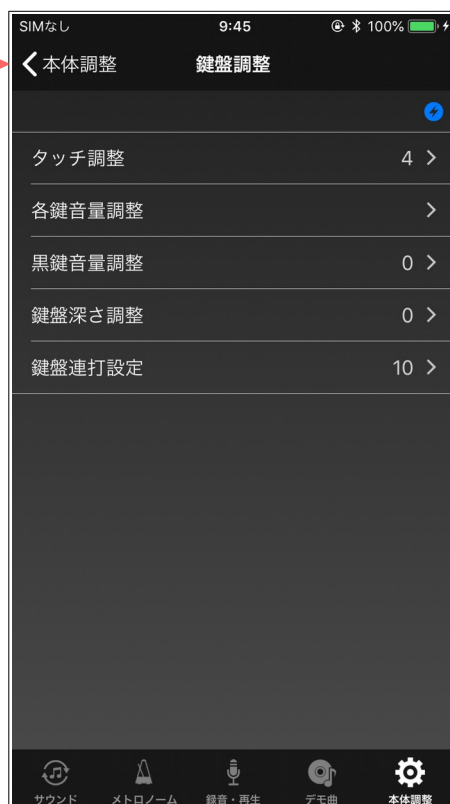 SIMなし 9:45 100%
本体調整 鍵盤調整
タッチ調整 4
各鍵音量調整
黒鍵音量調整 0
鍵盤深さ調整 0
鍵盤連打設定 10
サウンド メトロノーム 録音・再生 デモ曲 本体調整